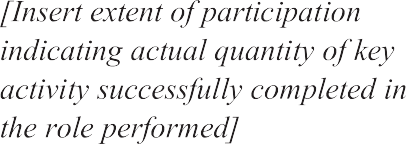 [Insert extent of participation
indicating actual quantity of key
activity successfully completed in
the role performed]